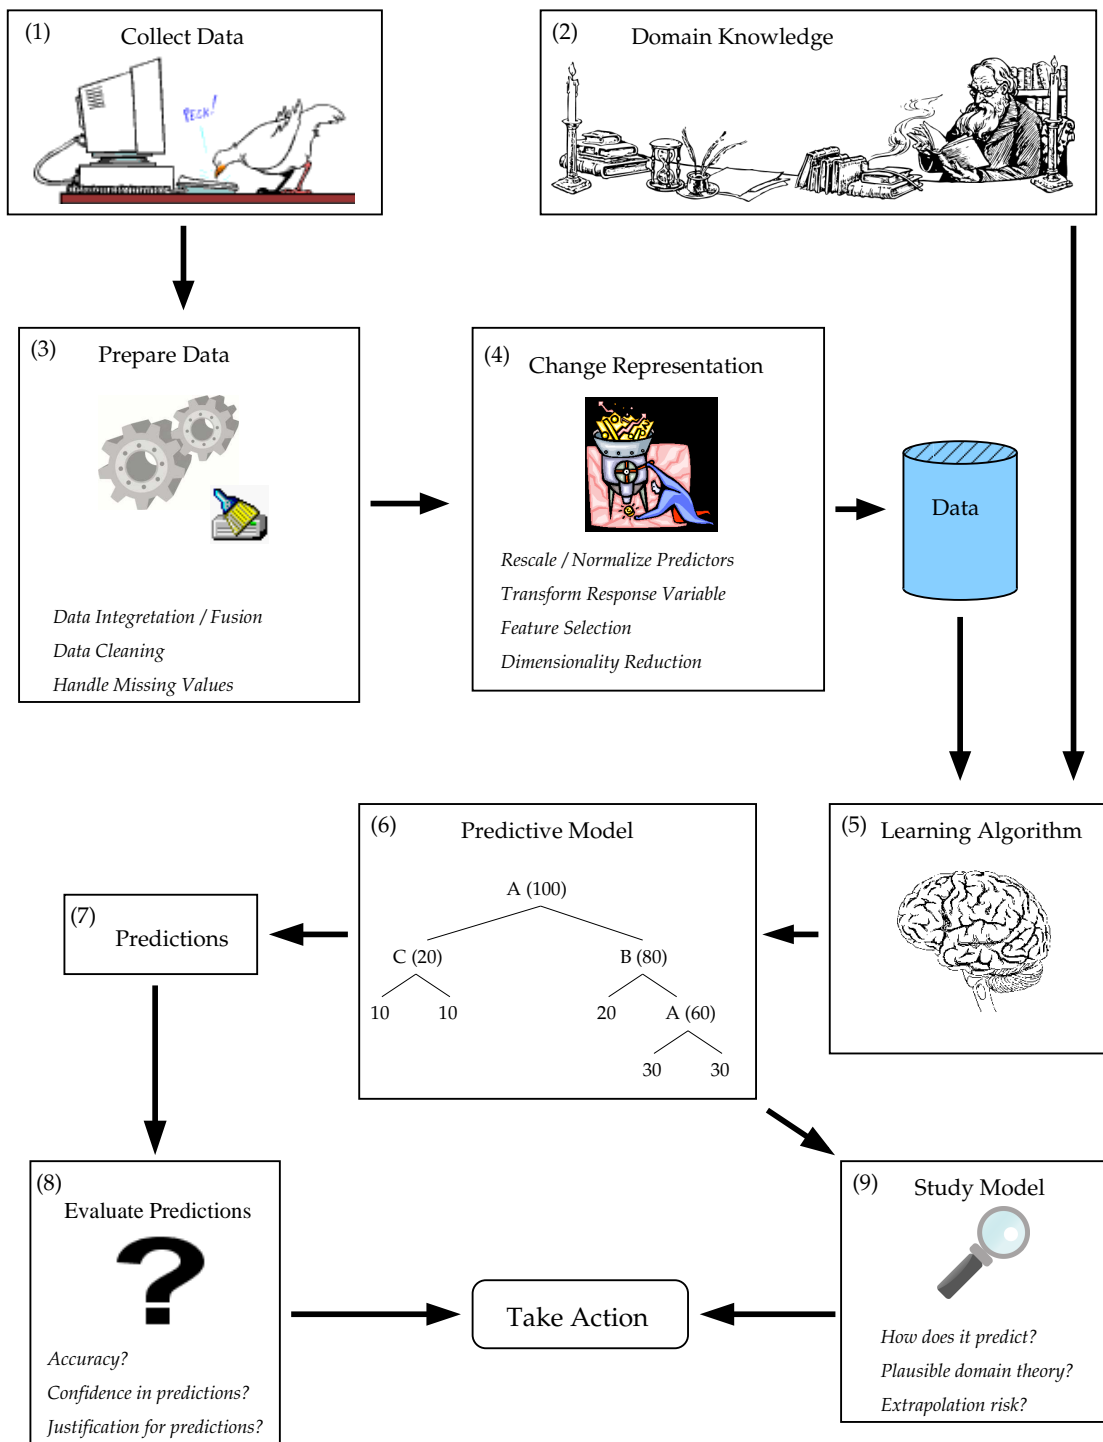 (1)
Collect Data
PECK!
(2)
Domain Knowledge
(3)
Prepare Data
Data Integretation / Fusion
Data Cleaning
Handle Missing Values
(4)
Change Representation
Rescale / Normalize Predictors
Transform Response Variable
Feature Selection
Dimensionality Reduction
Data
(5)
Learning Algorithm
(6)
Predictive Model
A (100)
C (20) B (80)
10 10 20 A (60)
30 30
(7)
Predictions
(8)
Evaluate Predictions
?
Accuracy?
Confidence in predictions?
Justification for predictions?
(9)
Study Model
How does it predict?
Plausible domain theory?
Extrapolation risk?
Take Action